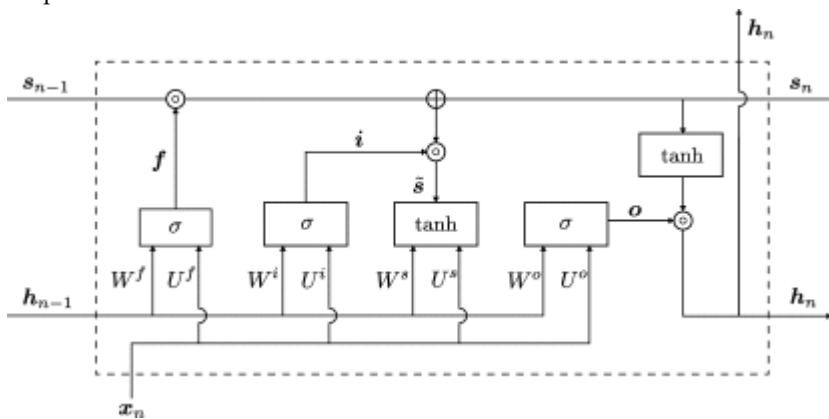 h_n
s_{n-1}
s_n
i
f
tanh
s̃
σ
σ
tanh
σ
o
W^f
U^f
W^i
U^i
W^s
U^s
W^o
U^o
h_{n-1}
h_n
x_n